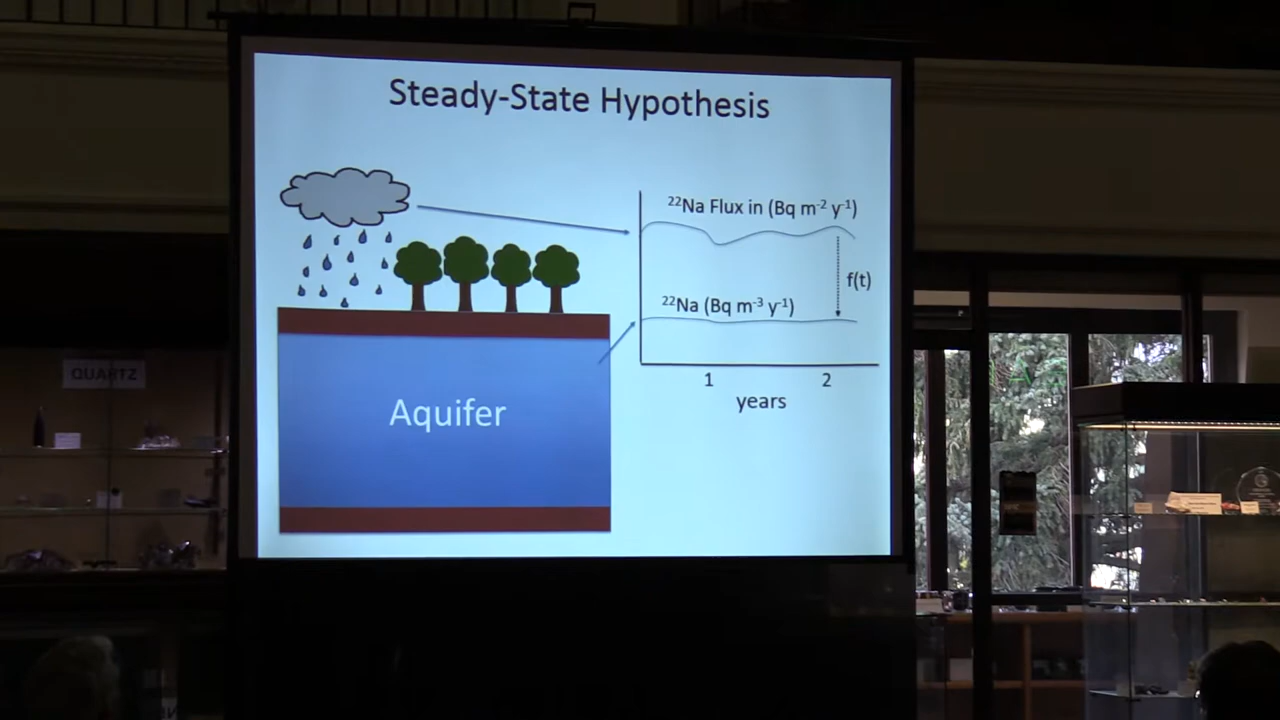 Steady-State Hypothesis
²²Na Flux in (Bq m⁻² y⁻¹)
f(t)
²²Na (Bq m⁻³ y⁻¹)
1 2
years
Aquifer
QUARTZ